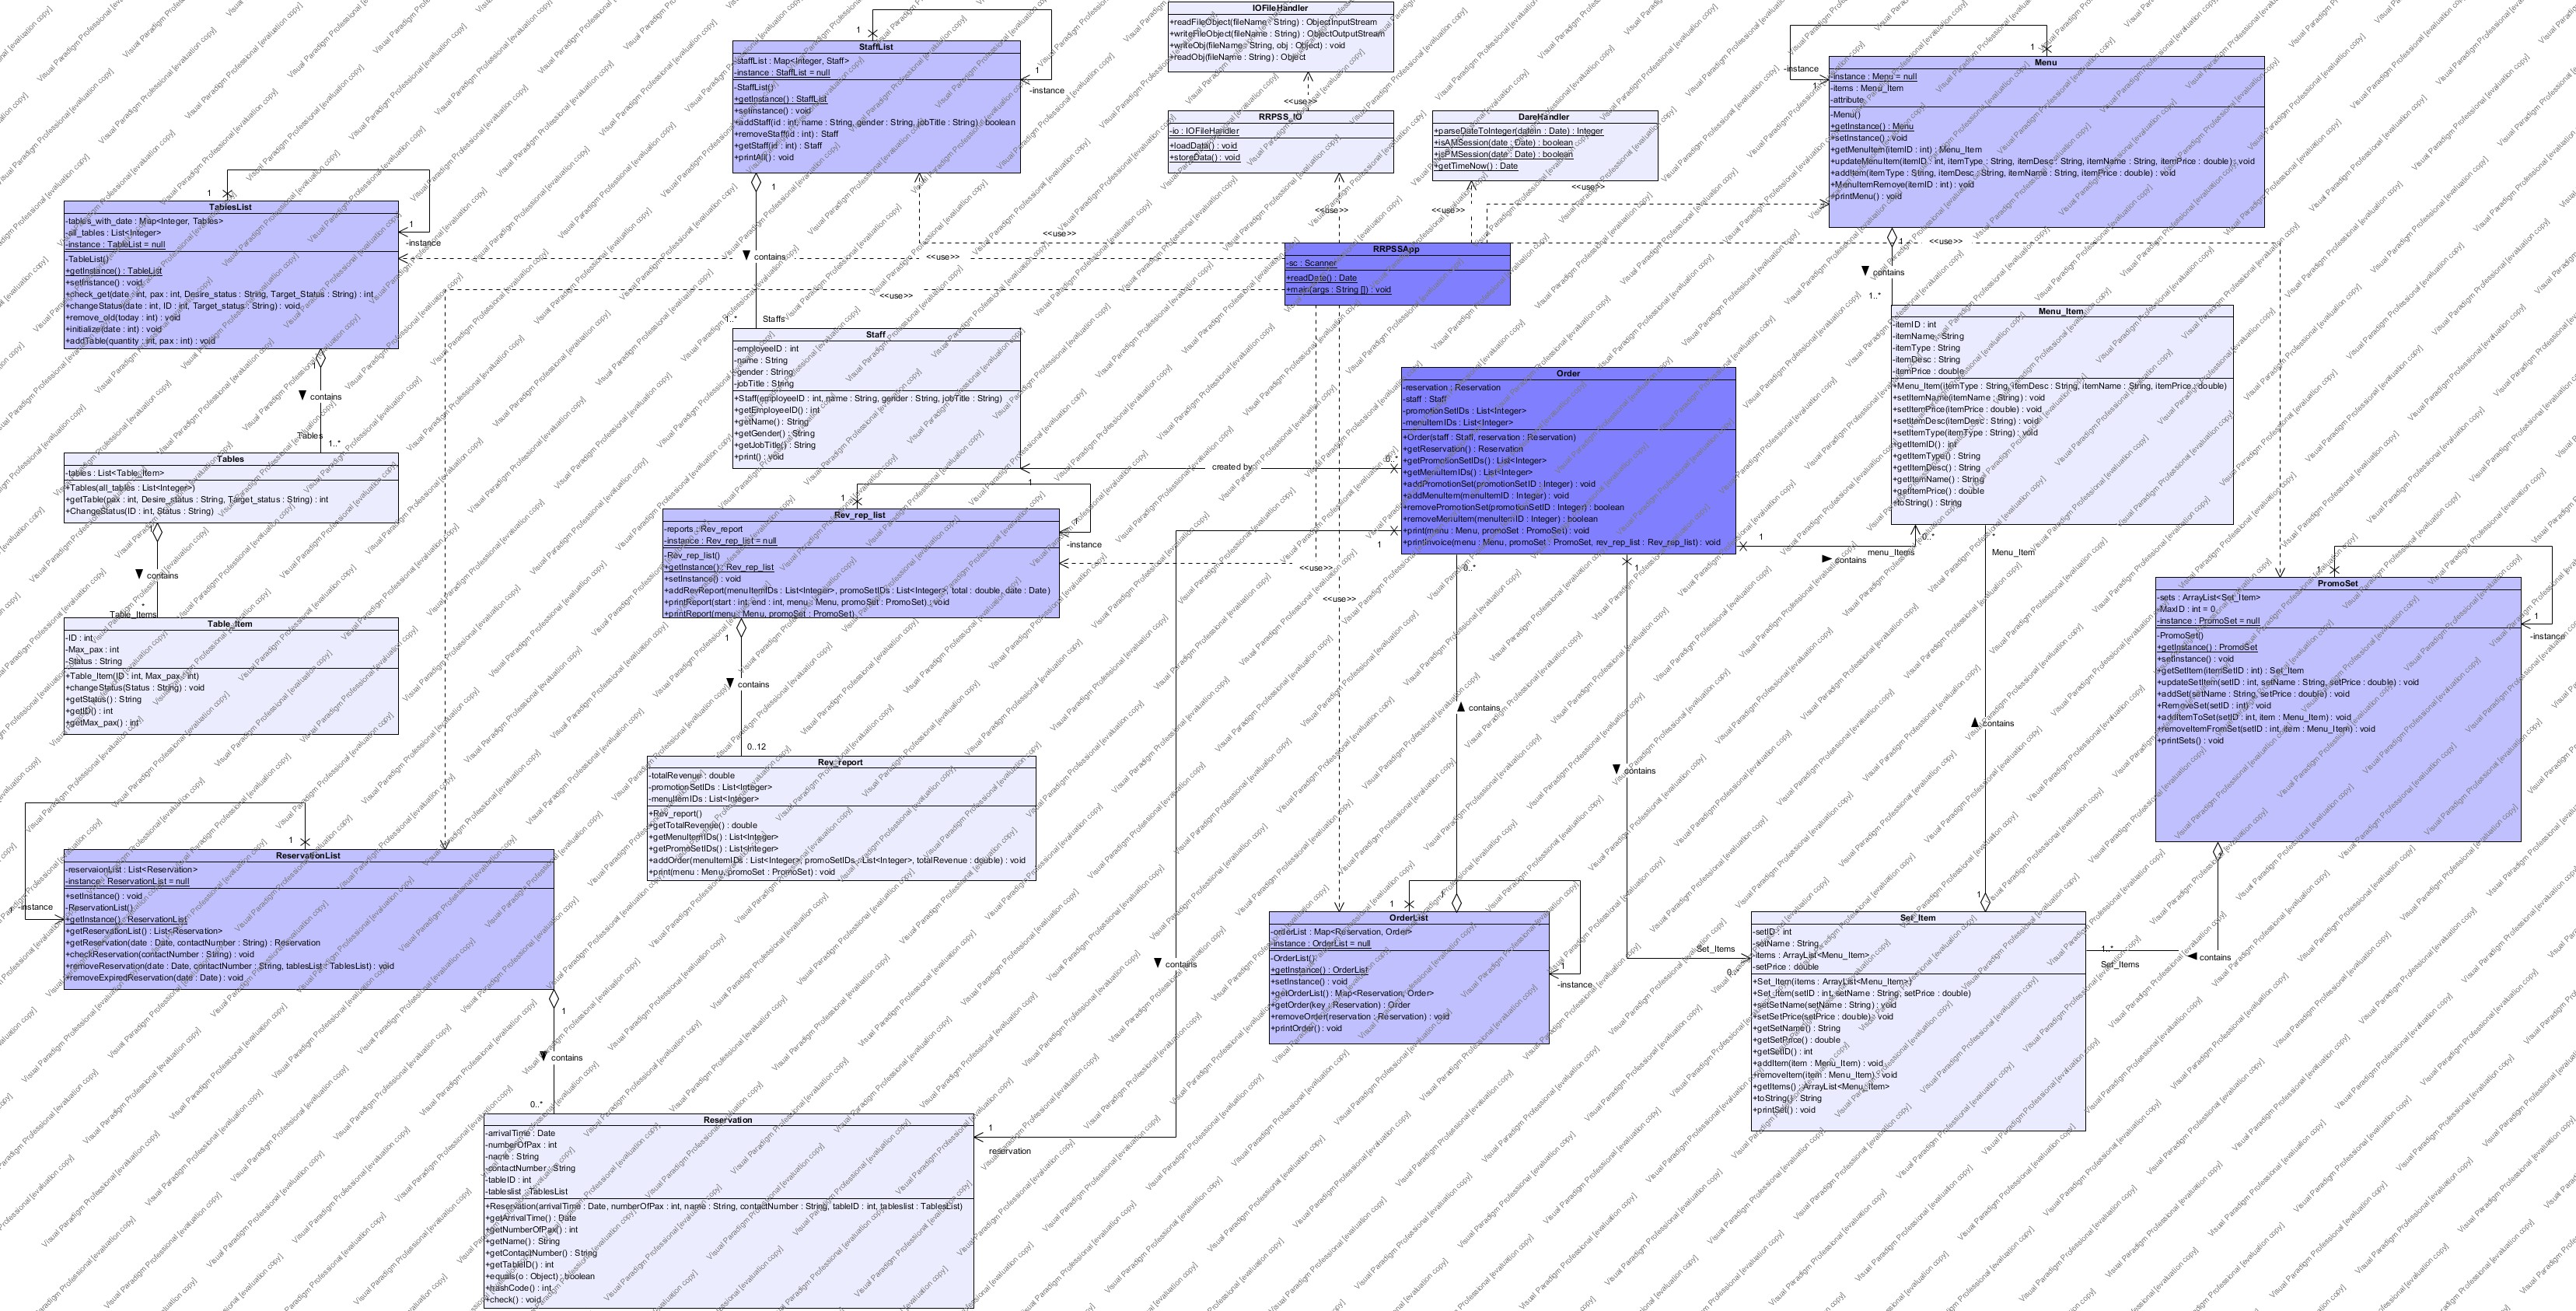 IOFileHandler
+readFileObject(fileName : String) : ObjectInputStream
+writeFileObject(fileName : String) : ObjectOutputStream
+writeObj(fileName : String, obj : Object) : void
+readObj(fileName : String) : Object
<<use>>
RRPSS_IO
-io : IOFileHandler
+loadData() : void
+storeData() : void
<<use>>
DareHandler
+parseDateToInteger(datein : Date) : Integer
+isAMSession(date : Date) : boolean
+isPMSession(date : Date) : boolean
+getTimeNow() : Date
<<use>>
<<use>>
1
StaffList
-staffList : Map<Integer, Staff>
-instance : StaffList = null
-StaffList()
+getInstance() : StaffList
+setInstance() : void
+addStaff(id : int, name : String, gender : String, jobTitle : String) : boolean
+removeStaff(id : int) : Staff
+getStaff(id : int) : Staff
+printAll() : void
1
-instance
1
contains
1..*
Staffs
1
Menu
-instance : Menu = null
-items : Menu_Item
-attribute
-Menu()
+getInstance() : Menu
+setInstance() : void
+getMenuItem(itemID : int) : Menu_Item
+updateMenuItem(itemID : int, itemType : String, itemDesc : String, itemName : String, itemPrice : double) : void
+addItem(itemType : String, itemDesc : String, itemName : String, itemPrice : double) : void
+MenuItemRemove(itemID : int) : void
+printMenu() : void
-instance
1
1
<<use>>
contains
1..*
1
TablesList
-tables_with_date : Map<Integer, Tables>
-all_tables : List<Integer>
-instance : TableList = null
-TableList()
+getInstance() : TableList
+setInstance() : void
+check_get(date : int, pax : int, Desire_status : String, Target_Status : String) : int
+changeStatus(date : int, ID : int, Target_status : String) : void
+remove_old(today : int) : void
+initialize(date : int) : void
+addTable(quantity : int, pax : int) : void
1
-instance
1
contains
Tables
1..*
<<use>>
<<use>>
<<use>>
RRPSSApp
-sc : Scanner
+readDate() : Date
+main(args : String []) : void
Staff
-employeeID : int
-name : String
-gender : String
-jobTitle : String
+Staff(employeeID : int, name : String, gender : String, jobTitle : String)
+getEmployeeID() : int
+getName() : String
+getGender() : String
+getJobTitle() : String
+print() : void
created by
0..*
Order
-reservation : Reservation
-staff : Staff
-promotionSetIDs : List<Integer>
-menuItemIDs : List<Integer>
+Order(staff : Staff, reservation : Reservation)
+getReservation() : Reservation
+getPromotionSetIDs() : List<Integer>
+getMenuItemIDs() : List<Integer>
+addPromotionSet(promotionSetID : Integer) : void
+addMenuItem(menuItemID : Integer) : void
+removePromotionSet(promotionSetID : Integer) : boolean
+removeMenuItem(menuItemID : Integer) : boolean
+print(menu : Menu, promoSet : PromoSet) : void
+printInvoice(menu : Menu, promoSet : PromoSet, rev_rep_list : Rev_rep_list) : void
Menu_Item
-itemID : int
-itemName : String
-itemType : String
-itemDesc : String
-itemPrice : double
+Menu_Item(itemType : String, itemDesc : String, itemName : String, itemPrice : double)
+setItemName(itemName : String) : void
+setItemPrice(itemPrice : double) : void
+setItemDesc(itemDesc : String) : void
+setItemType(itemType : String) : void
+getItemID() : int
+getItemType() : String
+getItemDesc() : String
+getItemName() : String
+getItemPrice() : double
+toString() : String
Tables
-tables : List<Table_Item>
+Tables(all_tables : List<Integer>)
+getTable(pax : int, Desire_status : String, Target_status : String) : int
+ChangeStatus(ID : int, Status : String)
contains
*
Table_Items
Table_Item
-ID : int
-Max_pax : int
-Status : String
+Table_Item(ID : int, Max_pax : int)
+changeStatus(Status : String) : void
+getStatus() : String
+getID() : int
+getMax_pax() : int
1
1
Rev_rep_list
-reports : Rev_report
-instance : Rev_rep_list = null
-Rev_rep_list()
+getInstance() : Rev_rep_list
+setInstance() : void
+addRevReport(menuItemIDs : List<Integer>, promoSetIDs : List<Integer>, total : double, date : Date)
+printReport(start : int, end : int, menu : Menu, promoSet : PromoSet) : void
+printReport(menu : Menu, promoSet : PromoSet)
-instance
<<use>>
<<use>>
1
contains
0..12
1
0..*
1
1
contains
menu_Items
0..*
*
Menu_Item
PromoSet
-sets : ArrayList<Set_Item>
-MaxID : int = 0
-instance : PromoSet = null
-PromoSet()
+getInstance() : PromoSet
+setInstance() : void
+getSetItem(itemSetID : int) : Set_Item
+updateSetItem(setID : int, setName : String, setPrice : double) : void
+addSet(setName : String, setPrice : double) : void
+RemoveSet(setID : int) : void
+addItemToSet(setID : int, item : Menu_Item) : void
+removeItemFromSet(setID : int, item : Menu_Item) : void
+printSets() : void
1
-instance
Rev_report
-totalRevenue : double
-promotionSetIDs : List<Integer>
-menuItemIDs : List<Integer>
+Rev_report()
+getTotalRevenue() : double
+getMenuItemIDs() : List<Integer>
+getPromoSetIDs() : List<Integer>
+addOrder(menuItemIDs : List<Integer>, promoSetIDs : List<Integer>, totalRevenue : double) : void
+print(menu : Menu, promoSet : PromoSet) : void
contains
contains
contains
contains
contains
1
ReservationList
-reservaionList : List<Reservation>
-instance : ReservationList = null
+setInstance() : void
-ReservationList()
+getInstance() : ReservationList
+getReservationList() : List<Reservation>
+getReservation(date : Date, contactNumber : String) : Reservation
+checkReservation(contactNumber : String) : void
+removeReservation(date : Date, contactNumber : String, tablesList : TablesList) : void
+removeExpiredReservation(date : Date) : void
-instance
1
contains
0..*
1
OrderList
-orderList : Map<Reservation, Order>
-instance : OrderList = null
-OrderList()
+getInstance() : OrderList
+setInstance() : void
+getOrderList() : Map<Reservation, Order>
+getOrder(key : Reservation) : Order
+removeOrder(reservation : Reservation) : void
+printOrder() : void
1
-instance
Set_Items
1
Set_Item
-setID : int
-setName : String
-items : ArrayList<Menu_Item>
-setPrice : double
+Set_Item(items : ArrayList<Menu_Item>)
+Set_Item(setID : int, setName : String, setPrice : double)
+setSetName(setName : String) : void
+setSetPrice(setPrice : double) : void
+getSetName() : String
+getSetPrice() : double
+getSetID() : int
+addItem(item : Menu_Item) : void
+removeItem(item : Menu_Item) : void
+getItems() : ArrayList<Menu_Item>
+toString() : String
+printSet() : void
1..*
Set_Items
Reservation
-arrivalTime : Date
-numberOfPax : int
-name : String
-contactNumber : String
-tableID : int
-tableslist : TablesList
+Reservation(arrivalTime : Date, numberOfPax : int, name : String, contactNumber : String, tableID : int, tableslist : TablesList)
+getArrivalTime() : Date
+getNumberOfPax() : int
+getName() : String
+getContactNumber() : String
+getTableID() : int
+equals(o : Object) : boolean
+hashCode() : int
+check() : void
1
reservation
Visual Paradigm Professional [evaluation copy]